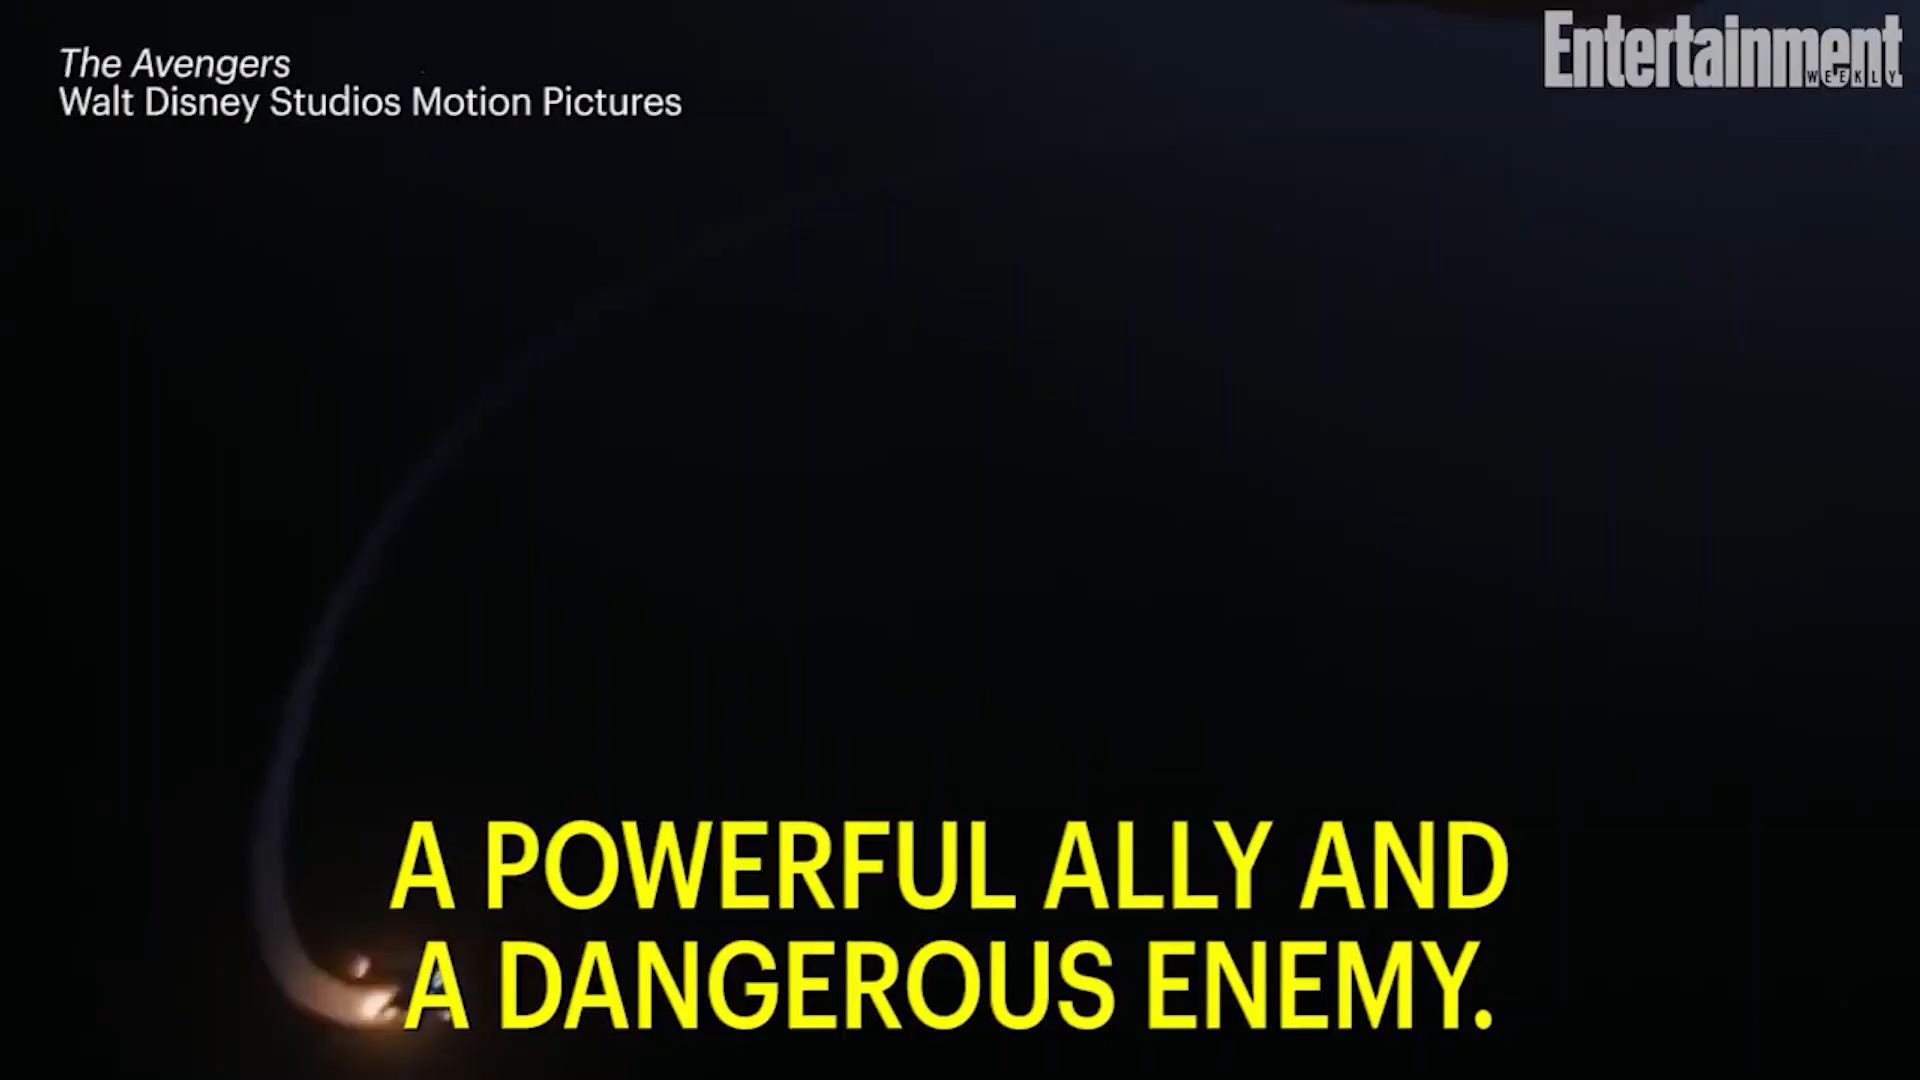 The Avengers
Walt Disney Studios Motion Pictures
Entertainment
WEEKLY
A POWERFUL ALLY AND
A DANGEROUS ENEMY.